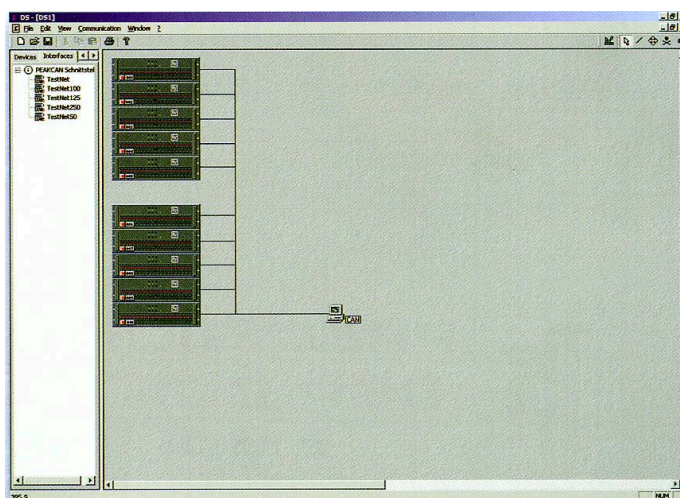 DS - [DS1]
File Edit View Communication Window ?
Devices Interfaces
PEAKCAN Schnittstel
TestNet
TestNet100
TestNet125
TestNet250
TestNet50
CAN
NUM